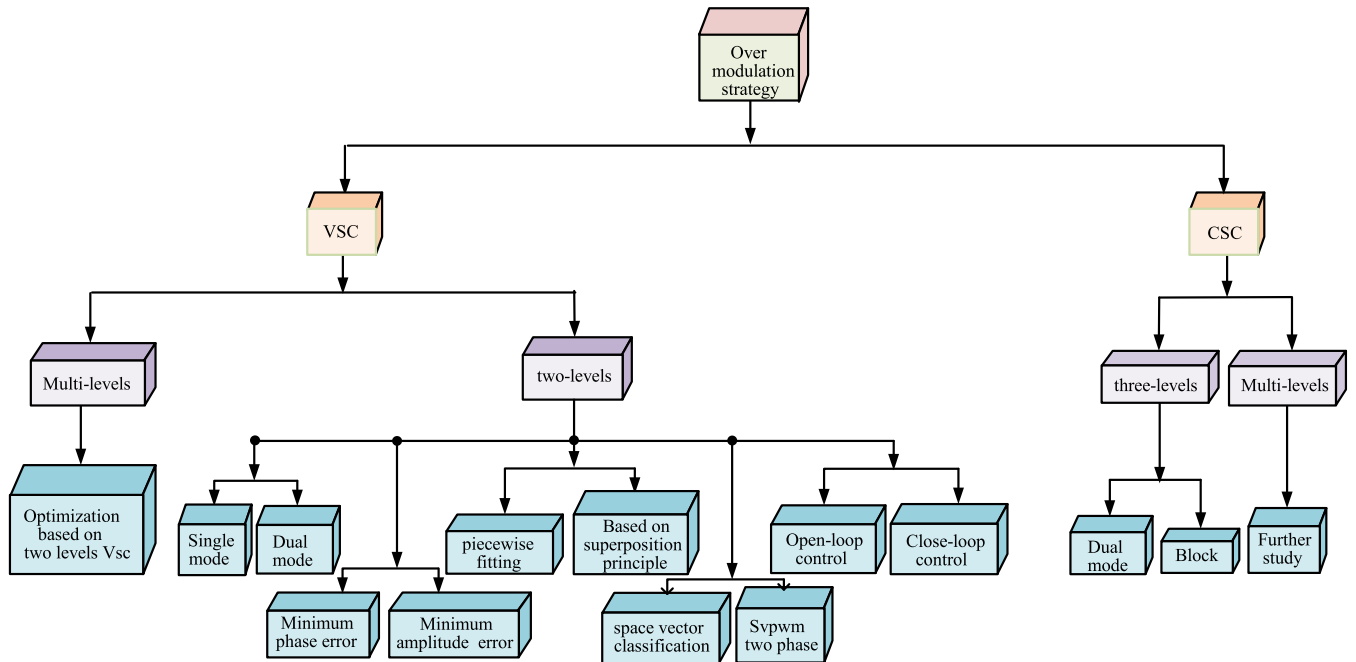 Over
modulation
strategy
VSC
CSC
Multi-levels
two-levels
three-levels
Multi-levels
Optimization
based on
two levels Vsc
Single
mode
Dual
mode
piecewise
fitting
Based on
superposition
principle
Open-loop
control
Close-loop
control
Dual
mode
Block
Further
study
Minimum
phase error
Minimum
amplitude error
space vector
classification
Svpwm
two phase